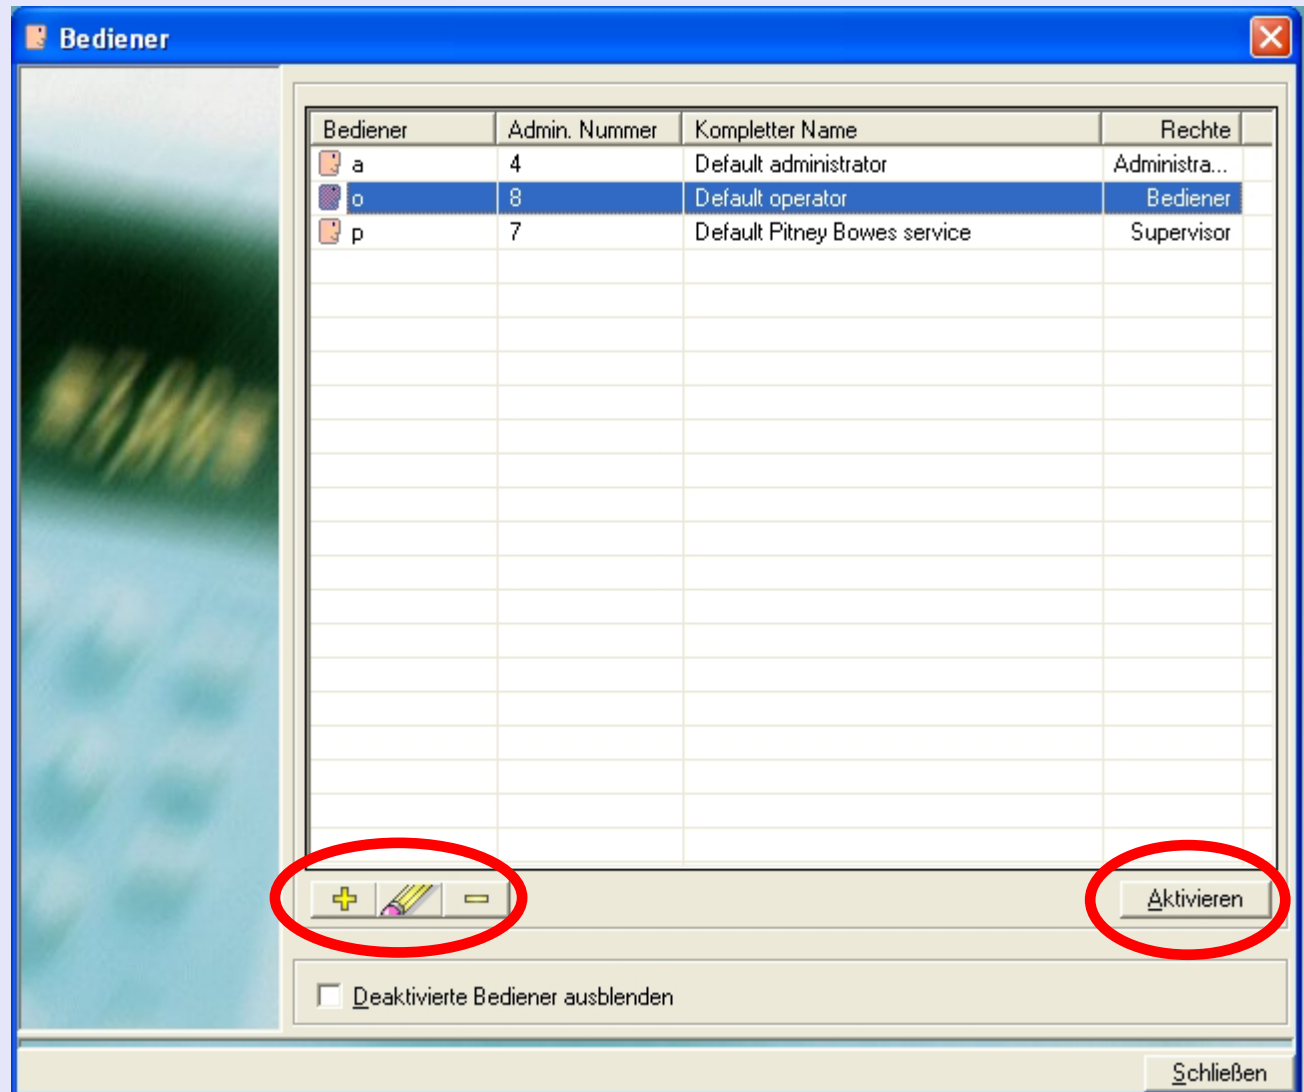 Bediener
Bediener Admin. Nummer Kompletter Name Rechte
a 4 Default administrator Administra...
o 8 Default operator Bediener
p 7 Default Pitney Bowes service Supervisor
Aktivieren
Deaktivierte Bediener ausblenden
Schließen